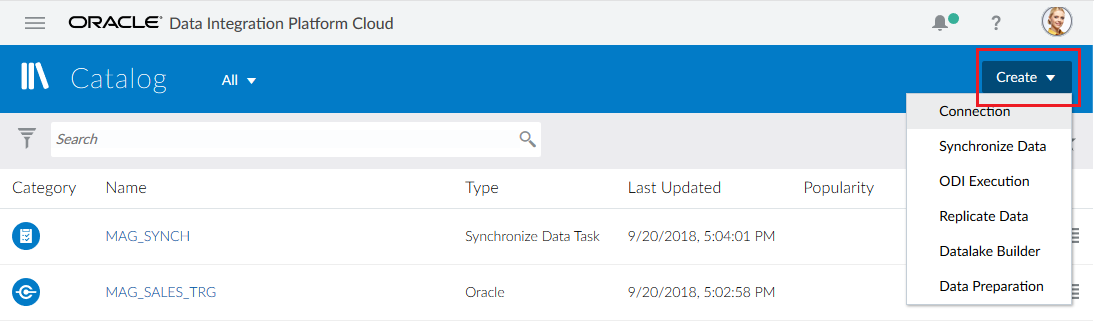 ORACLE Data Integration Platform Cloud ?
Catalog All Create
Connection
Search
Synchronize Data
Category Name Type Last Updated Popularity
ODI Execution
Replicate Data
MAG_SYNCH Synchronize Data Task 9/20/2018, 5:04:01 PM
Datalake Builder
Data Preparation
MAG_SALES_TRG Oracle 9/20/2018, 5:02:58 PM